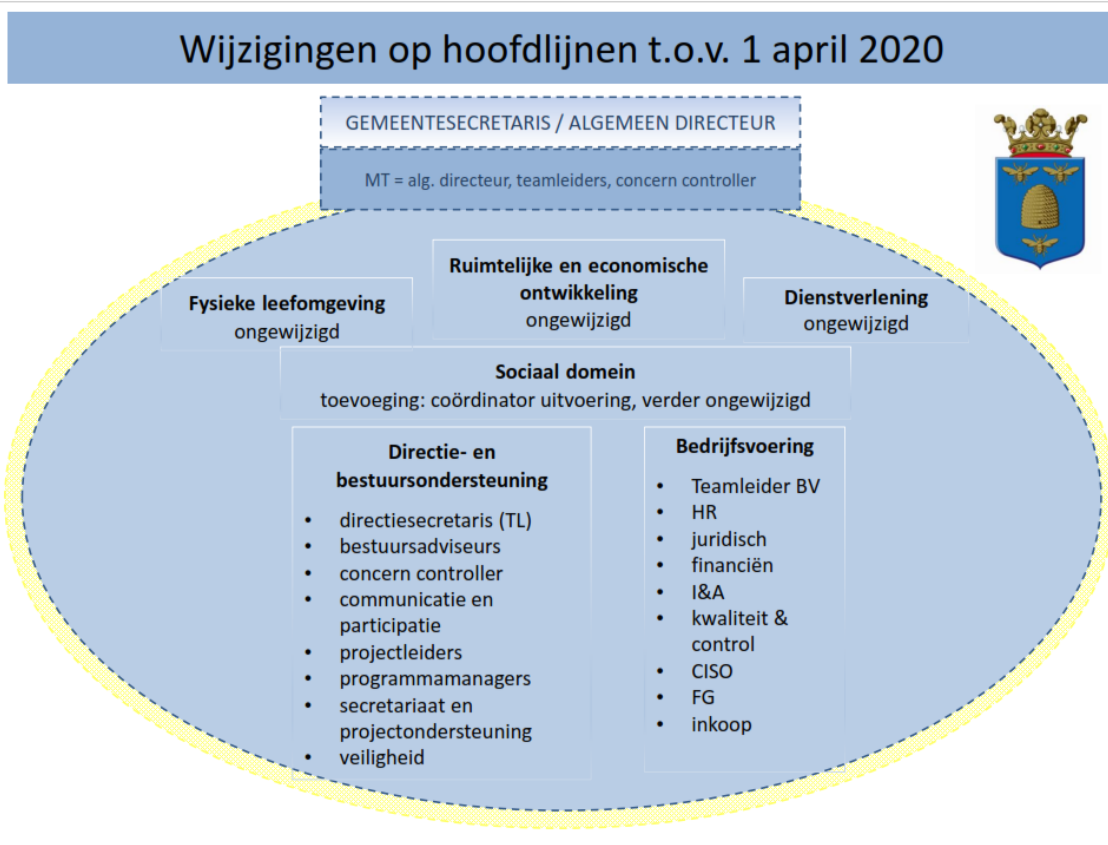 Wijzigingen op hoofdlijnen t.o.v. 1 april 2020
GEMEENTESECRETARIS / ALGEMEEN DIRECTEUR
MT = alg. directeur, teamleiders, concern controller
Fysieke leefomgeving
ongewijzigd
Ruimtelijke en economische
ontwikkeling
ongewijzigd
Dienstverlening
ongewijzigd
Sociaal domein
toevoeging: coördinator uitvoering, verder ongewijzigd
Directie- en
bestuursondersteuning
• directiesecretaris (TL)
• bestuursadviseurs
• concern controller
• communicatie en
participatie
• projectleiders
• programmamanagers
• secretariaat en
projectondersteuning
• veiligheid
Bedrijfsvoering
• Teamleider BV
• HR
• juridisch
• financiën
• I&A
• kwaliteit &
control
• CISO
• FG
• inkoop